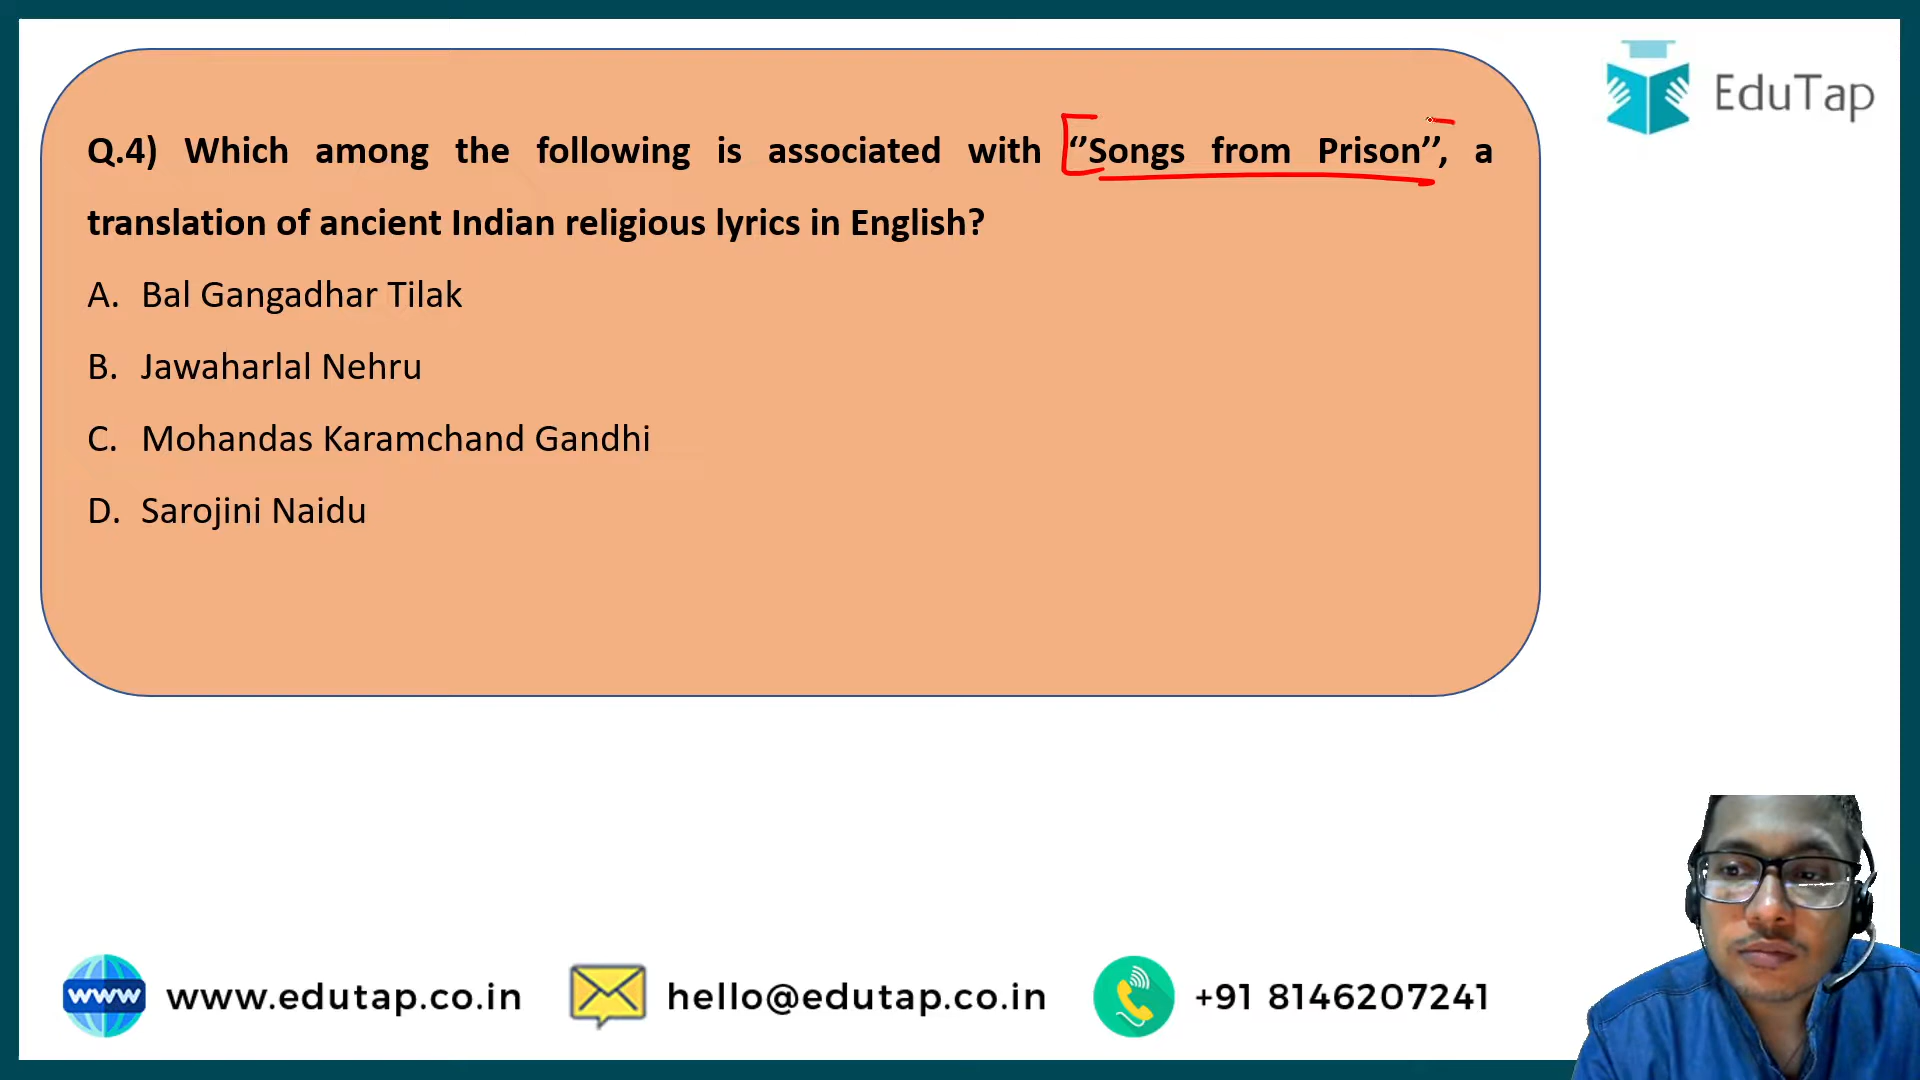 EduTap
Q.4) Which among the following is associated with ‘’Songs from Prison’’, a
translation of ancient Indian religious lyrics in English?
A. Bal Gangadhar Tilak
B. Jawaharlal Nehru
C. Mohandas Karamchand Gandhi
D. Sarojini Naidu
www www.edutap.co.in hello@edutap.co.in +91 8146207241